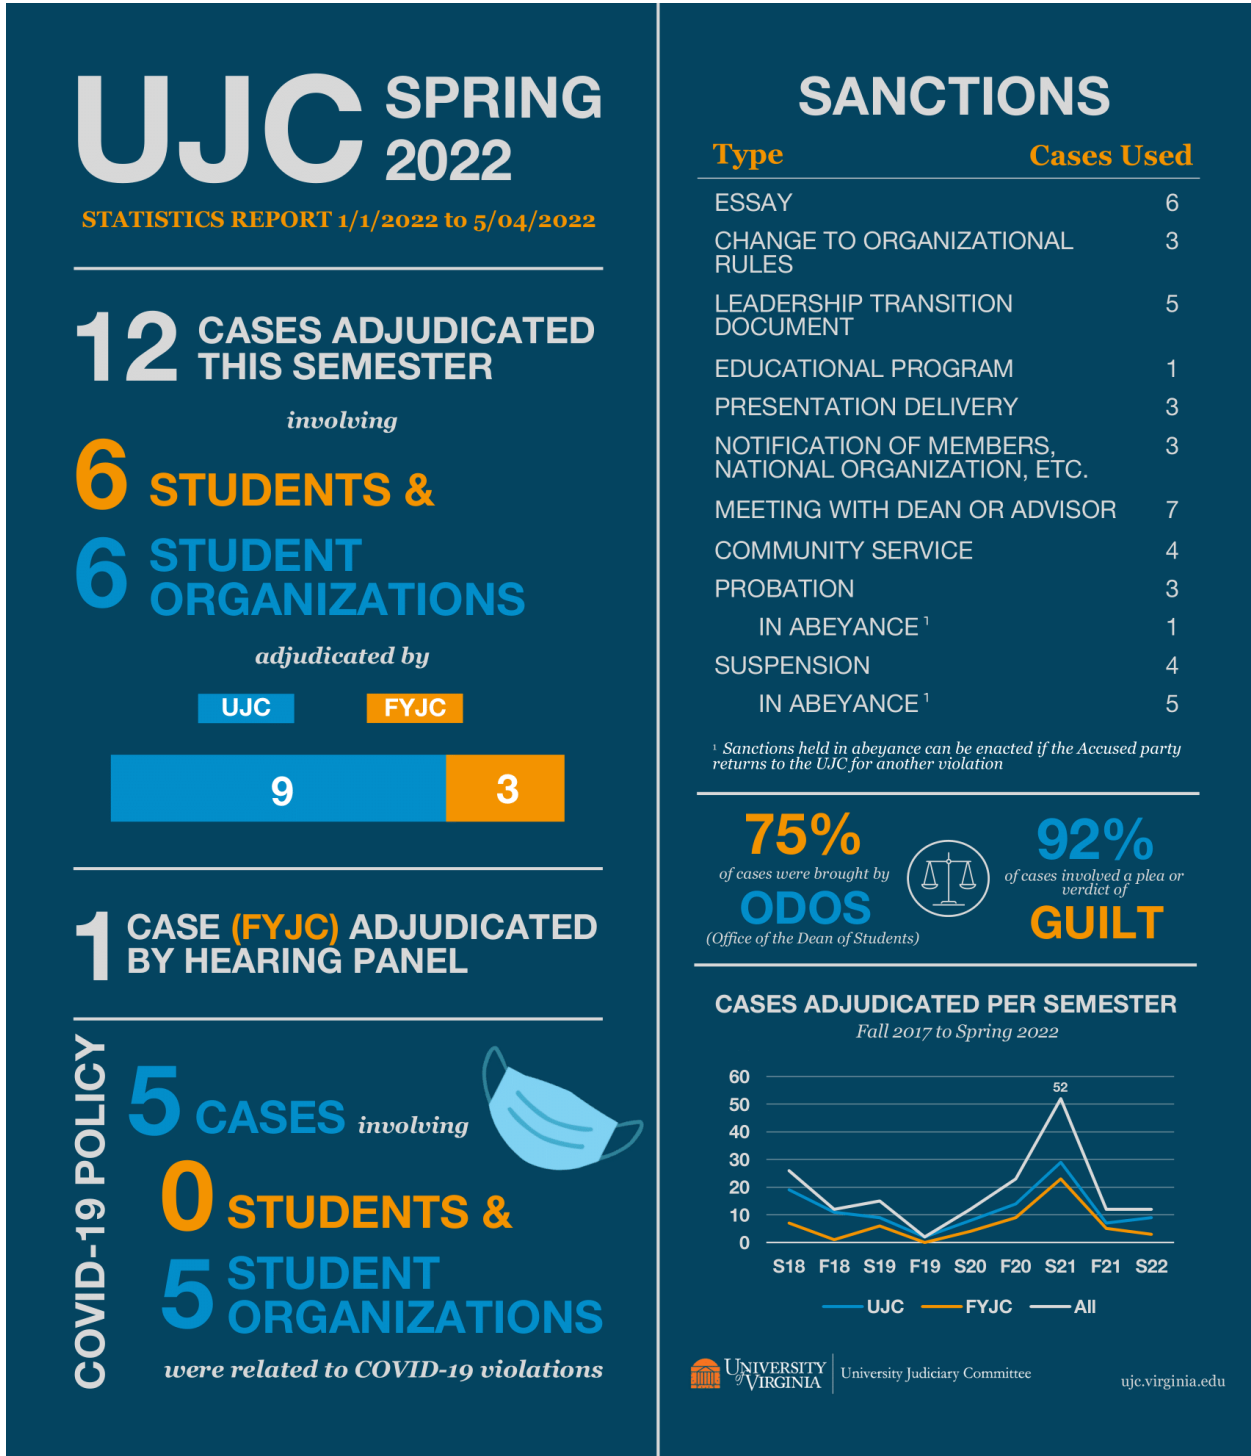 UJC SPRING
2022
STATISTICS REPORT 1/1/2022 to 5/04/2022
12 CASES ADJUDICATED
THIS SEMESTER
involving
6 STUDENTS &
6 STUDENT
ORGANIZATIONS
adjudicated by
UJC FYJC
9 3
1 CASE (FYJC) ADJUDICATED
BY HEARING PANEL
COVID-19 POLICY
5 CASES involving
0 STUDENTS &
5 STUDENT
ORGANIZATIONS
were related to COVID-19 violations
SANCTIONS
Type Cases Used
ESSAY 6
CHANGE TO ORGANIZATIONAL 3
RULES
LEADERSHIP TRANSITION 5
DOCUMENT
EDUCATIONAL PROGRAM 1
PRESENTATION DELIVERY 3
NOTIFICATION OF MEMBERS, 3
NATIONAL ORGANIZATION, ETC.
MEETING WITH DEAN OR ADVISOR 7
COMMUNITY SERVICE 4
PROBATION 3
IN ABEYANCE ¹ 1
SUSPENSION 4
IN ABEYANCE ¹ 5
¹ Sanctions held in abeyance can be enacted if the Accused party
returns to the UJC for another violation
75%
of cases were brought by
ODOS
(Office of the Dean of Students)
92%
of cases involved a plea or
verdict of
GUILT
CASES ADJUDICATED PER SEMESTER
Fall 2017 to Spring 2022
60
50
40
30
20
10
0
52
S18 F18 S19 F19 S20 F20 S21 F21 S22
UJC FYJC All
UNIVERSITY
of VIRGINIA
University Judiciary Committee
ujc.virginia.edu